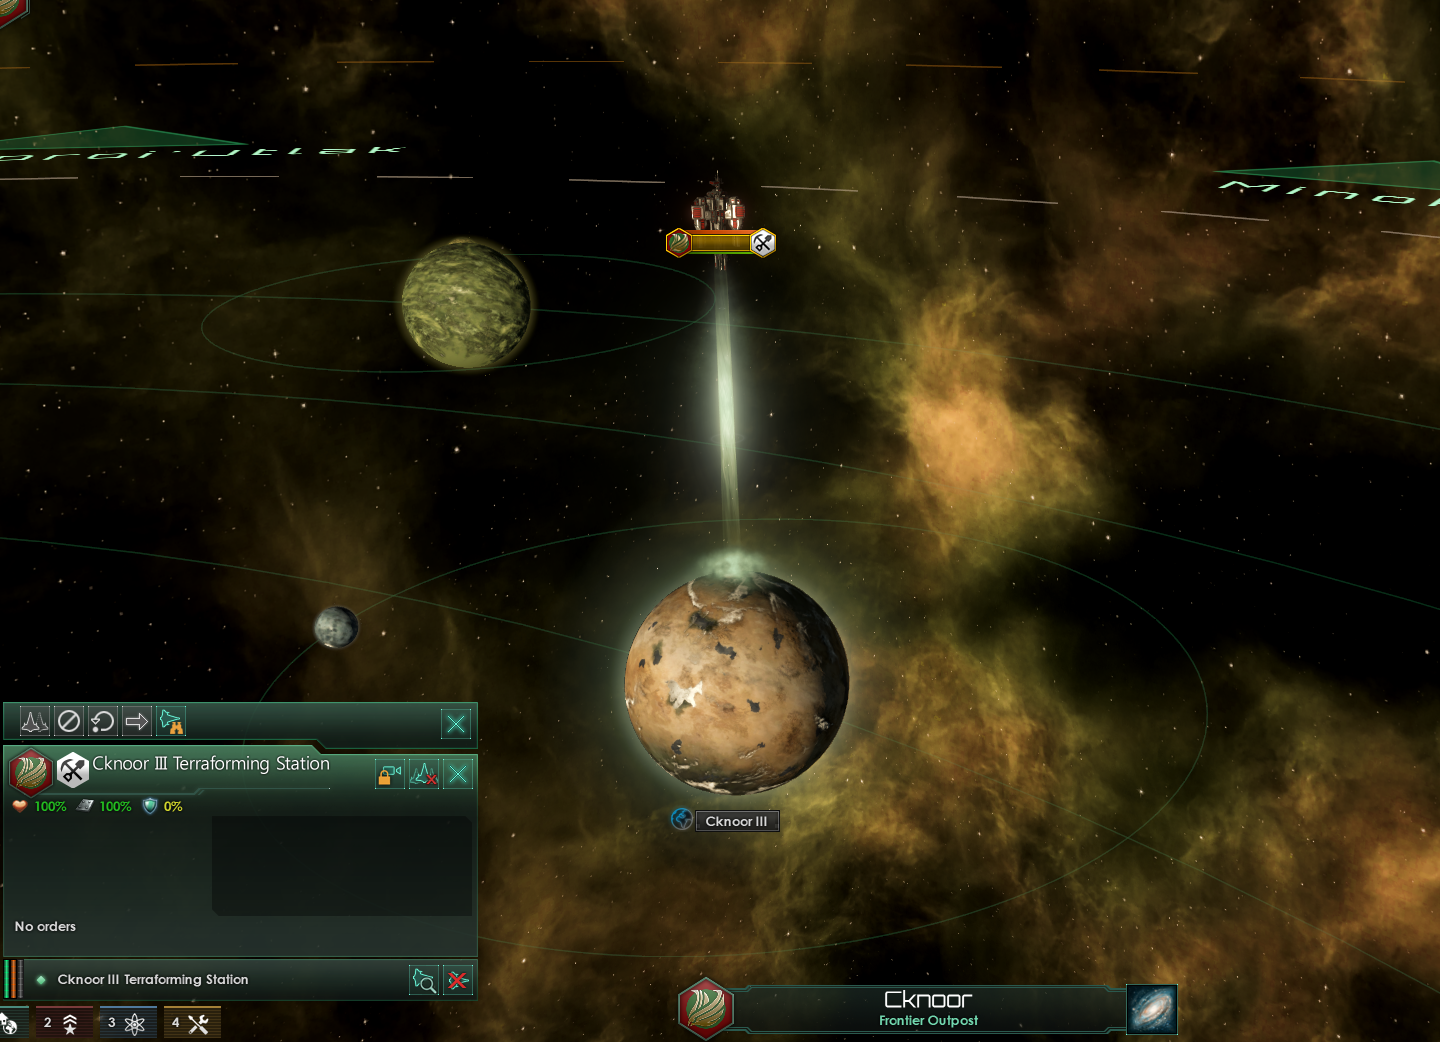 Utlak
Cknoor III Terraforming Station
100%
100%
0%
Cknoor III
No orders
Cknoor III Terraforming Station
Cknoor
Frontier Outpost
2
3
4